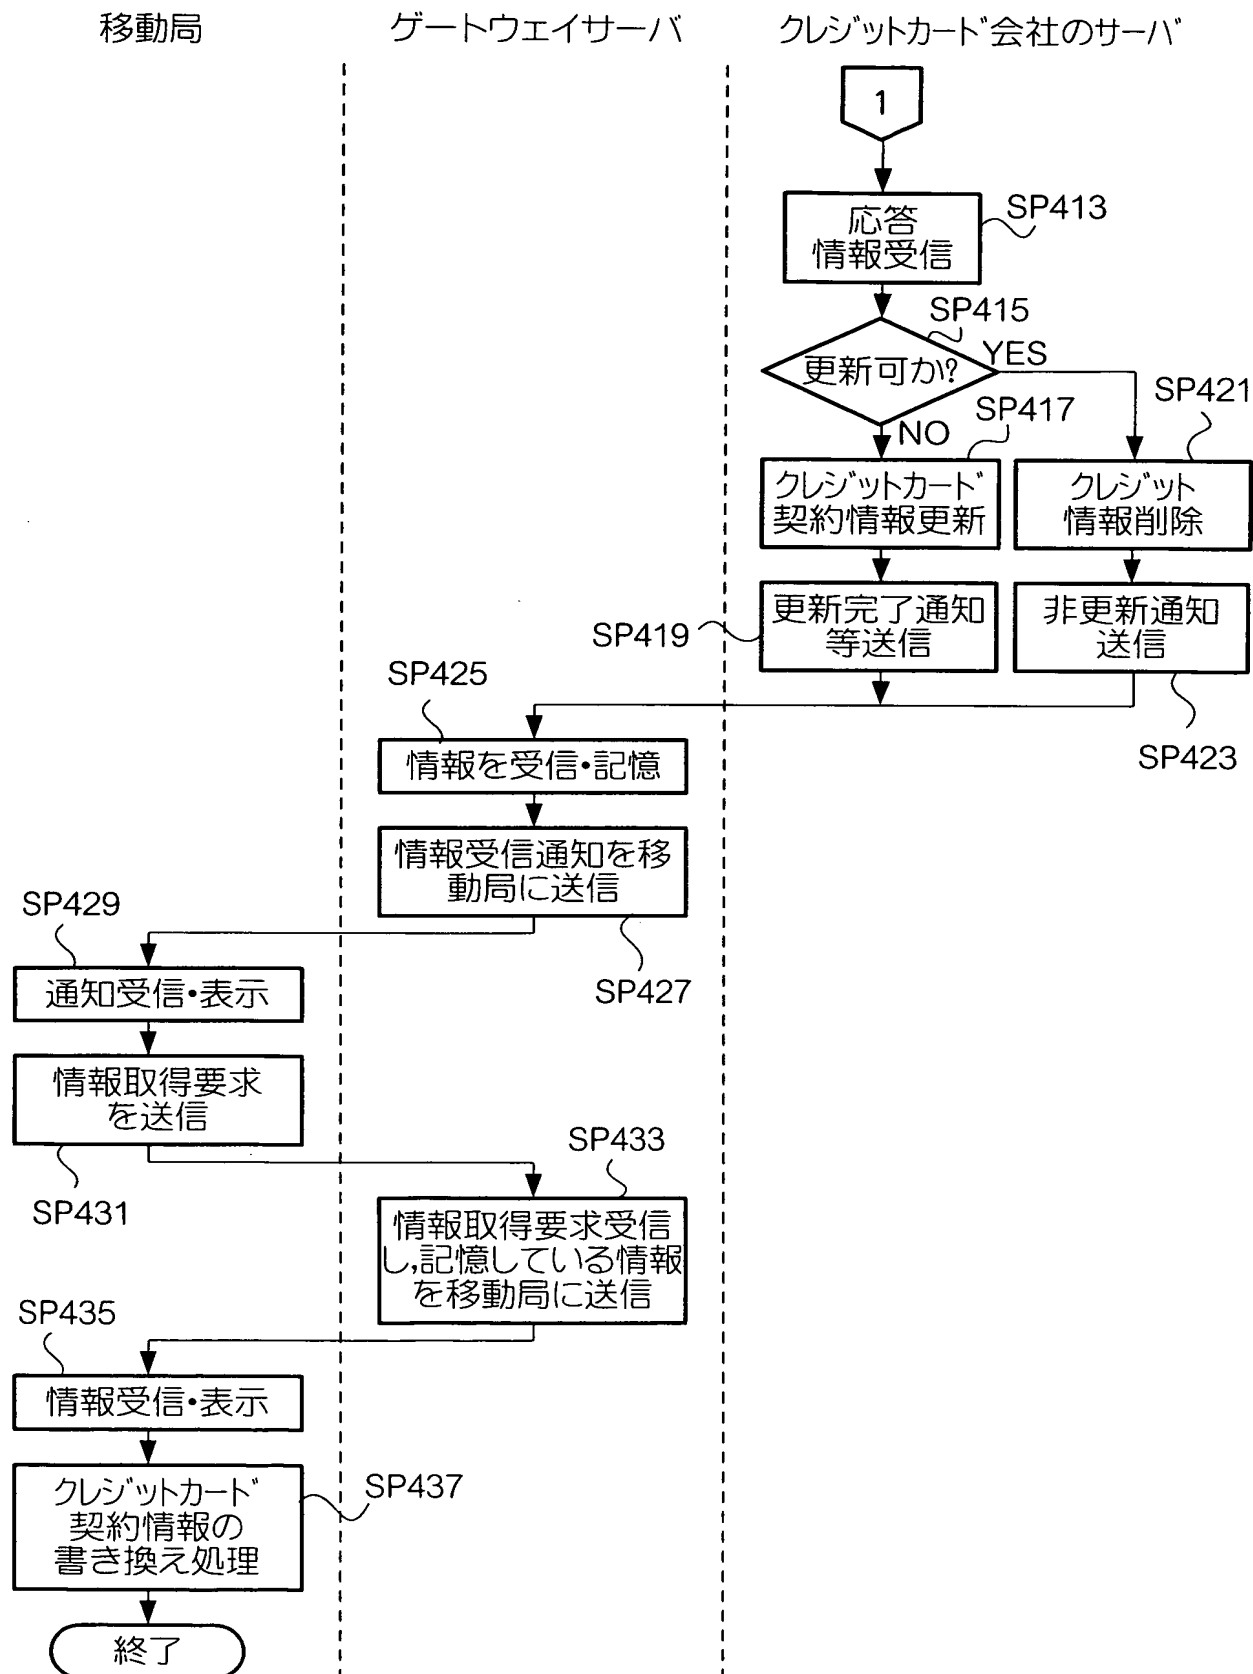 移動局
ゲートウェイサーバ
クレジットカード会社のサーバ
1
応答
情報受信
SP413
SP415
更新可か?
YES
NO
SP417
SP421
クレジットカード
契約情報更新
クレジット
情報削除
SP419
更新完了通知
等送信
非更新通知
送信
SP423
SP425
情報を受信・記憶
情報受信通知を移
動局に送信
SP427
SP429
通知受信・表示
情報取得要求
を送信
SP431
SP433
情報取得要求受信
し,記憶している情報
を移動局に送信
SP435
情報受信・表示
クレジットカード
契約情報の
書き換え処理
SP437
終了